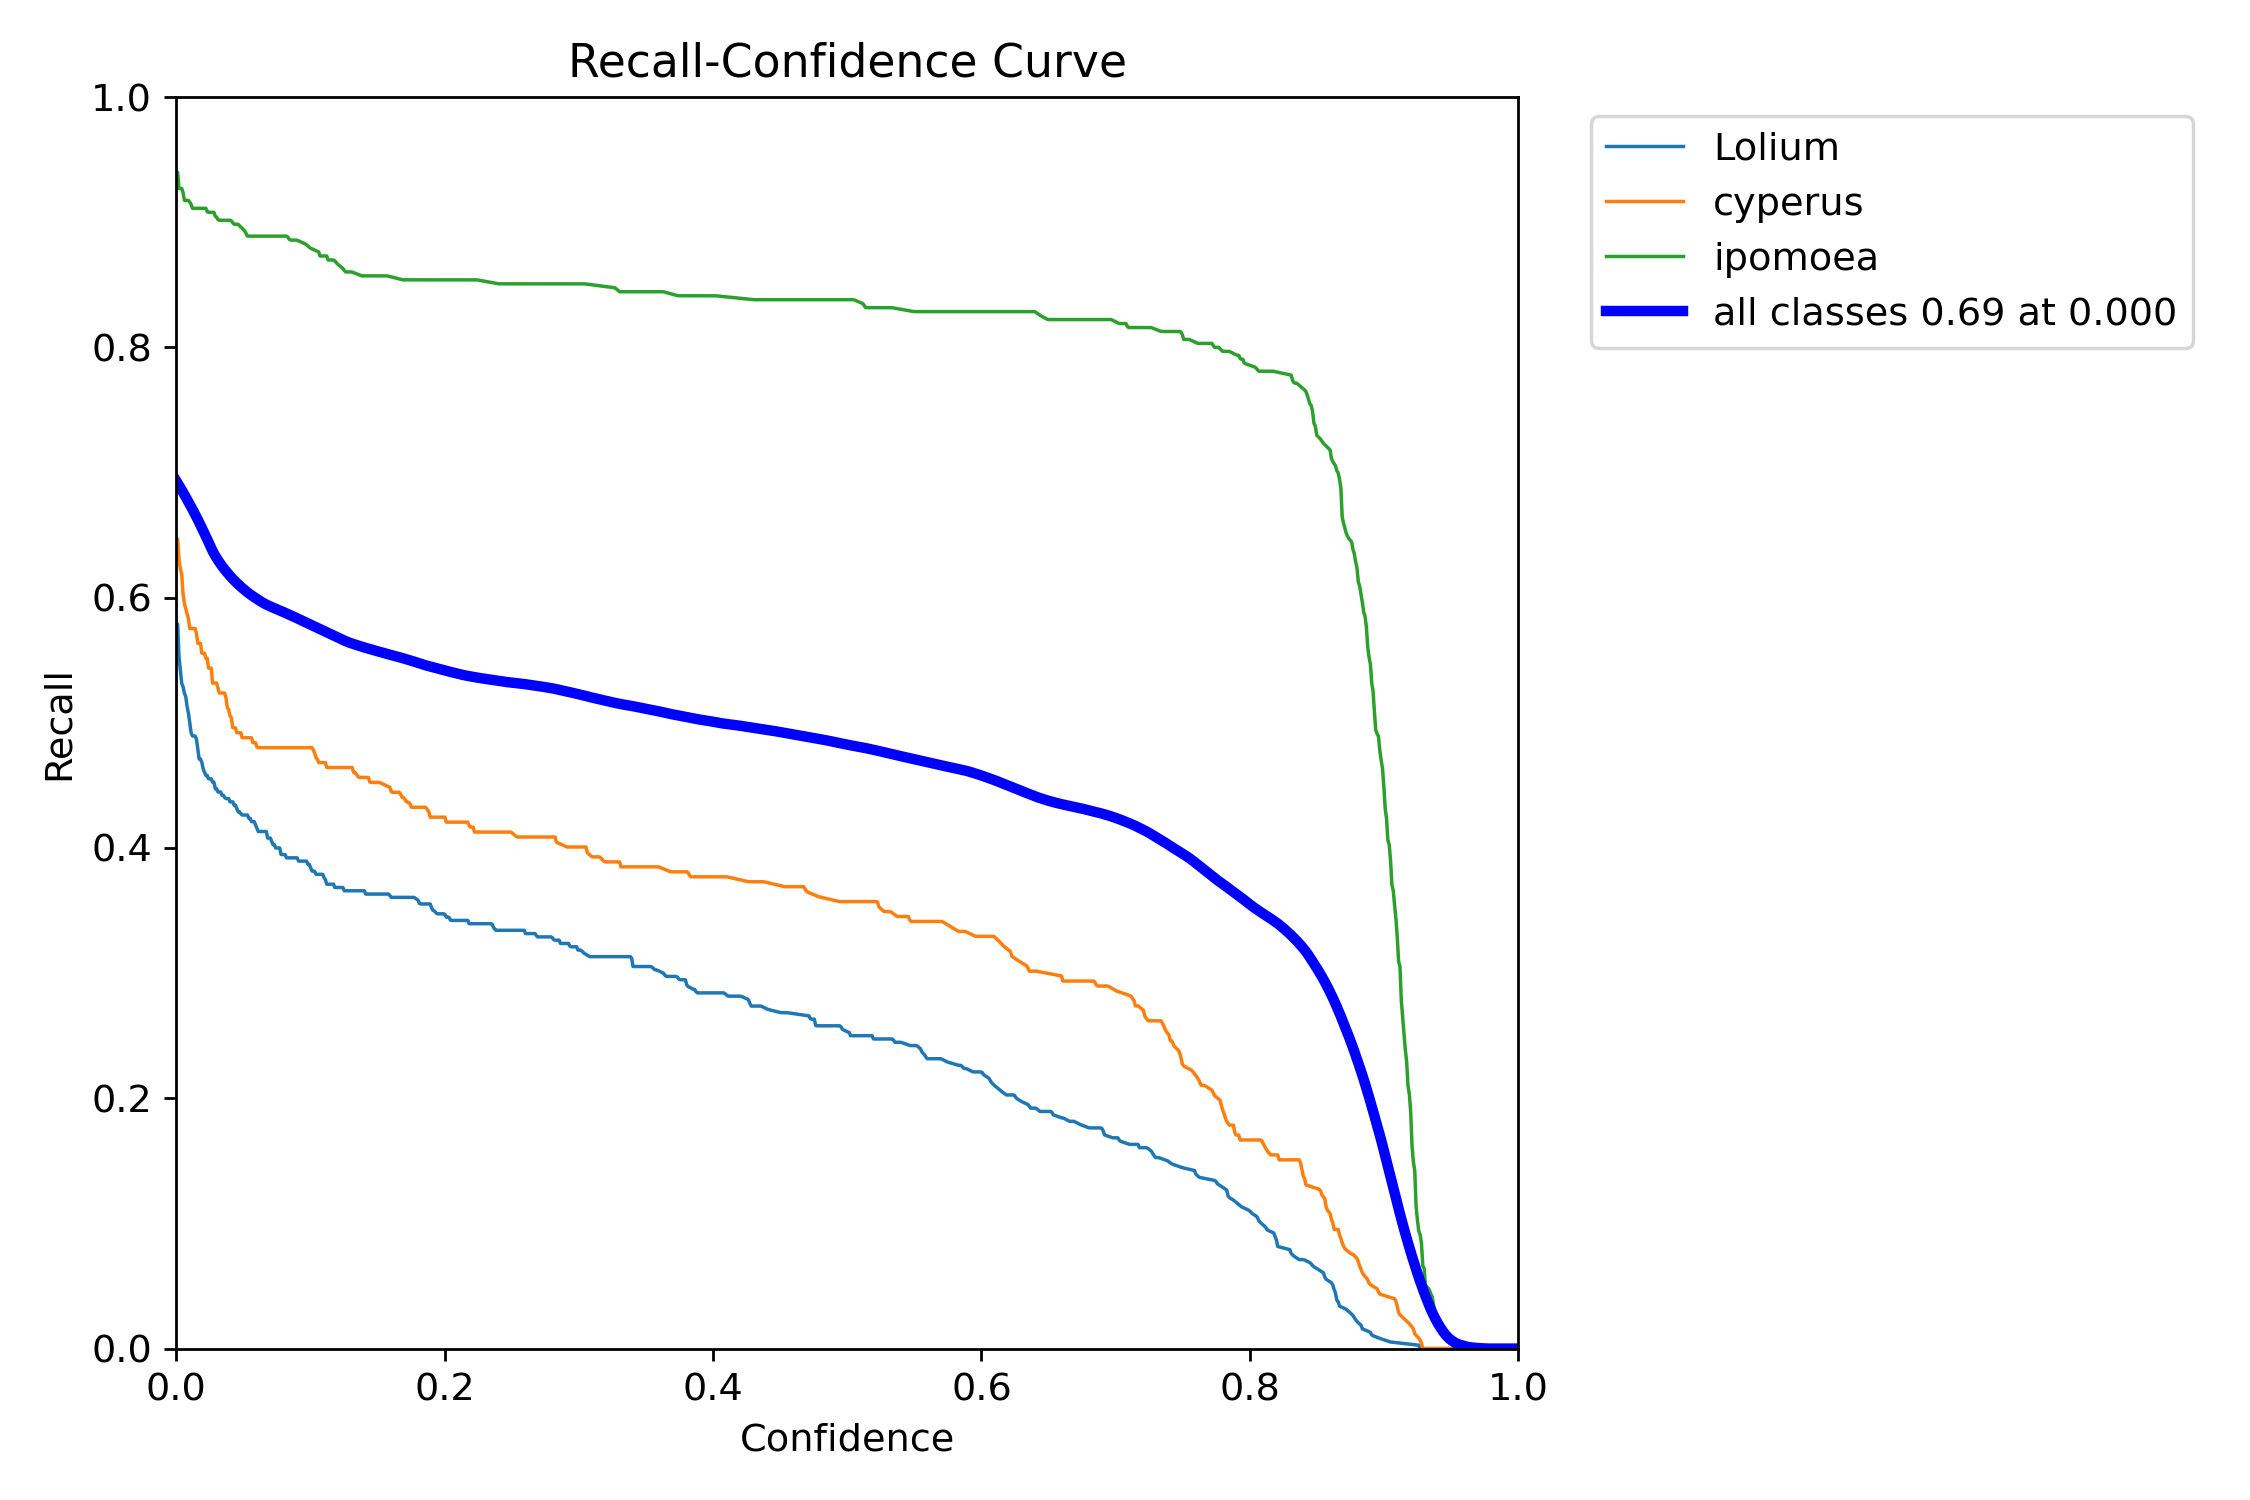 Recall-Confidence Curve
1.0
0.8
0.6
0.4
0.2
0.0
Recall
0.0 0.2 0.4 0.6 0.8 1.0
Confidence
Lolium
cyperus
ipomoea
all classes 0.69 at 0.000